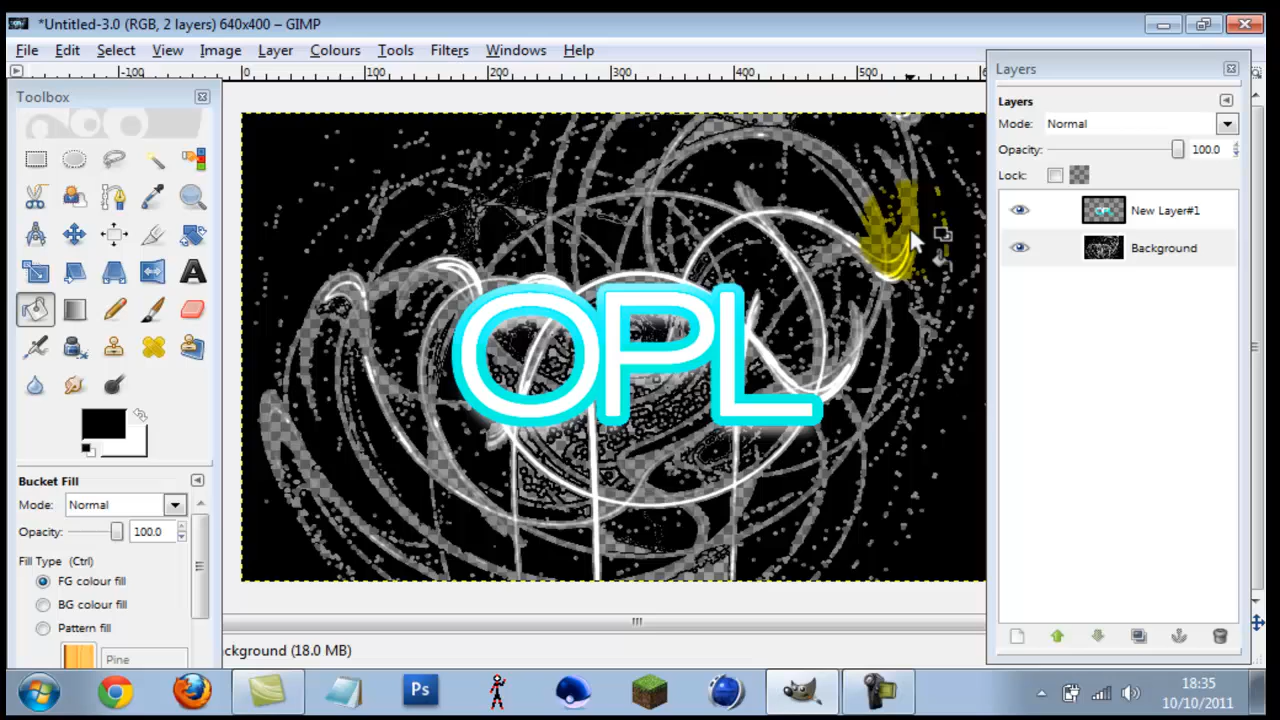 *Untitled-3.0 (RGB, 2 layers) 640x400 – GIMP
File Edit Select View Image Layer Colours Tools Filters Windows Help
-100 0 100 200 300 400 500
Toolbox
Layers
Layers
Mode: Normal
Opacity: 100.0
Lock:
New Layer#1
Background
OPL
Bucket Fill
Mode: Normal
Opacity: 100.0
Fill Type (Ctrl)
FG colour fill
BG colour fill
Pattern fill
Pine
ckground (18.0 MB)
Ps
18:35
10/10/2011